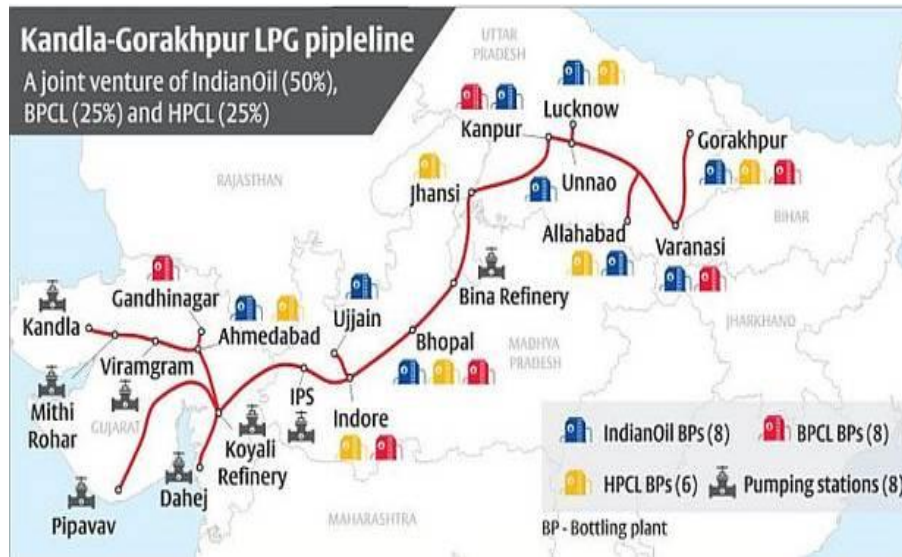 Kandla-Gorakhpur LPG pipleline
A joint venture of IndianOil (50%),
BPCL (25%) and HPCL (25%)
UTTAR
PRADESH
Lucknow
Kanpur
Gorakhpur
RAJASTHAN
Jhansi
Unnao
BIHAR
Allahabad
Varanasi
Gandhinagar
Bina Refinery
Kandla
Ahmedabad
Ujjain
JHARKHAND
Bhopal
MADHYA
PRADESH
Viramgram
Mithi
Rohar
IPS
Indore
GUJARAT
Koyali
Refinery
IndianOil BPs (8)
BPCL BPs (8)
Dahej
HPCL BPs (6)
Pumping stations (8)
Pipavav
MAHARASHTRA
BP - Bottling plant